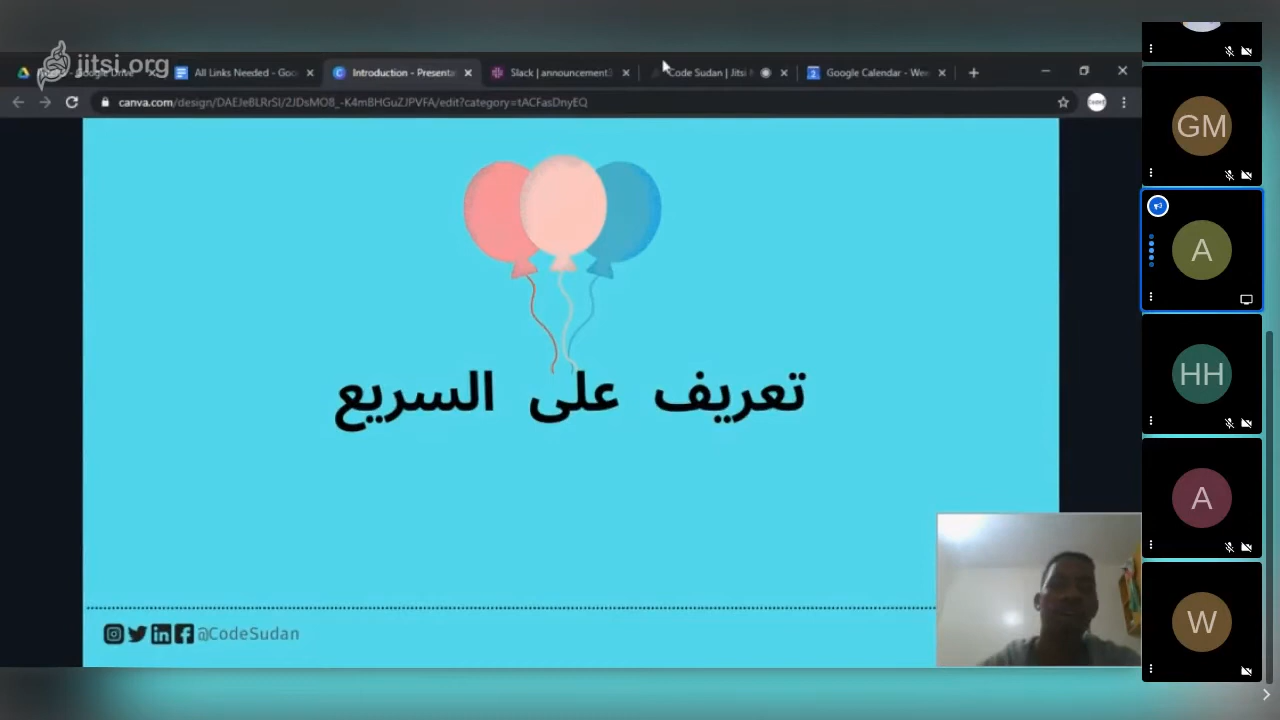 jitsi.org
All Links Needed - Goo
Introduction - Presenta
Slack | announcement
Code Sudan | Jitsi
Google Calendar - Wee
canva.com/design/DAEJeBLRrSI/2JDsMO8_-K4mBHGuZJPVFA/edit?category=tACFasDnyEQ
تعريف على السريع
@CodeSudan
GM
A
HH
A
W